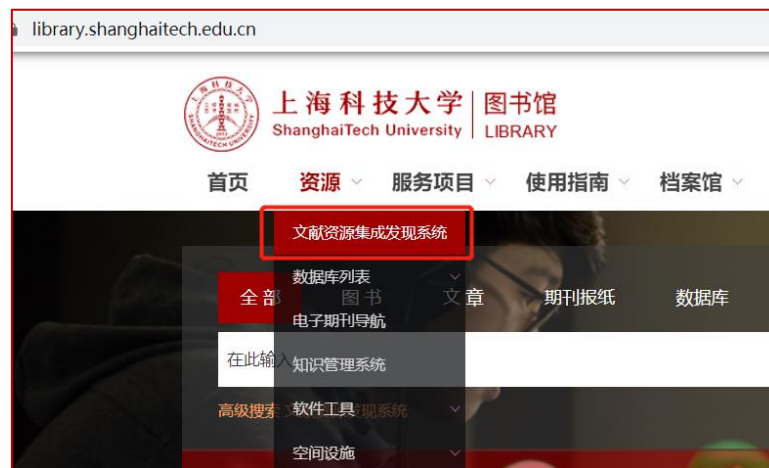 library.shanghaitech.edu.cn
上海科技大学 图书馆
ShanghaiTech University LIBRARY
首页 资源 服务项目 使用指南 档案馆
文献资源集成发现系统
数据库列表
全部 图书 文章 期刊报纸 数据库
电子期刊导航
在此输入
知识管理系统
高级搜索 发现系统
软件工具
空间设施